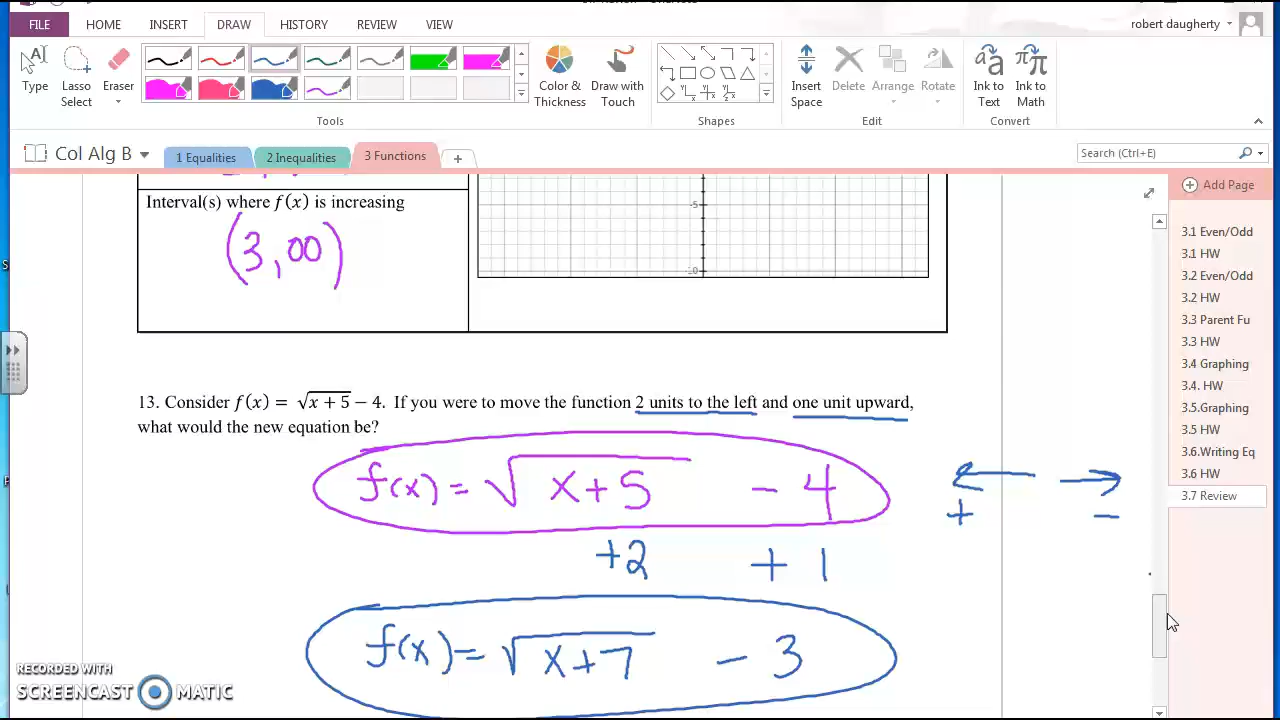 FILE HOME INSERT DRAW HISTORY REVIEW VIEW robert daugherty
Type Lasso Select Eraser Color & Thickness Draw with Touch Insert Space Delete Arrange Rotate Ink to Text Ink to Math
Tools Shapes Edit Convert
Col Alg B 1 Equalities 2 Inequalities 3 Functions + Search (Ctrl+E)
Add Page
3.1 Even/Odd
3.1 HW
3.2 Even/Odd
3.2 HW
3.3 Parent Fu
3.3 HW
3.4 Graphing
3.4. HW
3.5.Graphing
3.5 HW
3.6.Writing Eq
3.6 HW
3.7 Review
Interval(s) where f(x) is increasing
(3, ∞)
-5
-10
13. Consider f(x) = √(x + 5) − 4. If you were to move the function 2 units to the left and one unit upward,
what would the new equation be?
f(x) = √(x+5) - 4
← →
+ -
+2 + 1
f(x) = √(x+7) - 3
RECORDED WITH
SCREENCAST MATIC